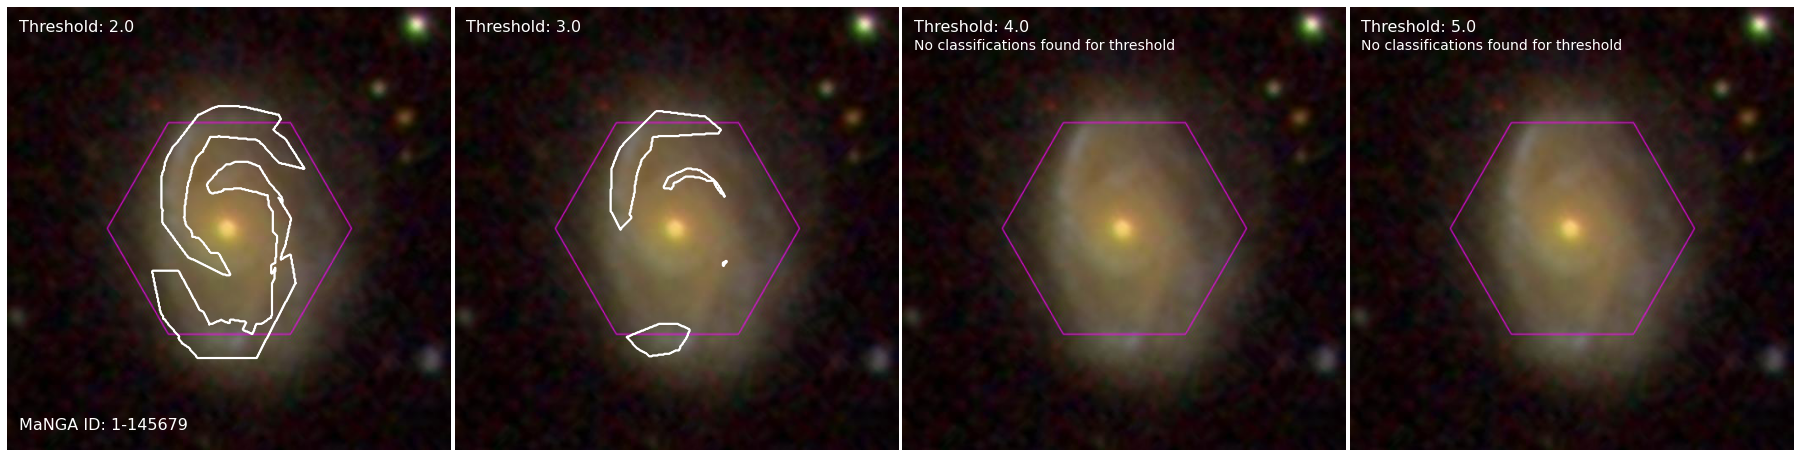 Threshold: 2.0
MaNGA ID: 1-145679
Threshold: 3.0
Threshold: 4.0
No classifications found for threshold
Threshold: 5.0
No classifications found for threshold